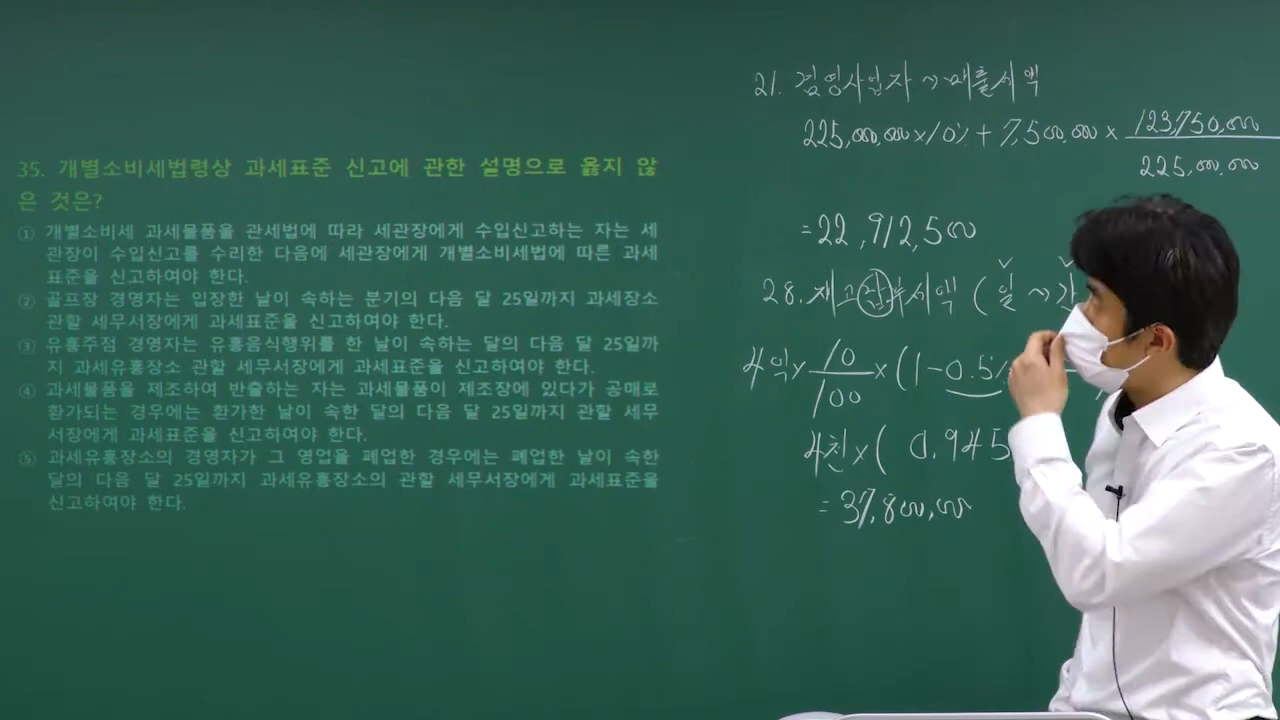 35. 개별소비세법령상 과세표준 신고에 관한 설명으로 옳지 않
은 것은?
① 개별소비세 과세물품을 관세법에 따라 세관장에게 수입신고하는 자는 세
관장이 수입신고를 수리한 다음에 세관장에게 개별소비세법에 따른 과세
표준을 신고하여야 한다.
② 골프장 경영자는 입장한 날이 속하는 분기의 다음 달 25일까지 과세장소
관할 세무서장에게 과세표준을 신고하여야 한다.
③ 유흥주점 경영자는 유흥음식행위를 한 날이 속하는 달의 다음 달 25일까
지 과세유흥장소 관할 세무서장에게 과세표준을 신고하여야 한다.
④ 과세물품을 제조하여 반출하는 자는 과세물품이 제조장에 있다가 공매로
환가되는 경우에는 환가한 날이 속한 달의 다음 달 25일까지 관할 세무
서장에게 과세표준을 신고하여야 한다.
⑤ 과세유흥장소의 경영자가 그 영업을 폐업한 경우에는 폐업한 날이 속한
달의 다음 달 25일까지 과세유흥장소의 관할 세무서장에게 과세표준을
신고하여야 한다.
21. 겸영사업자 ~> 매출세액
225,000,000 x 10% + 7,500,000 x 123,750,000
225,000,000
= 22,912,500
28. 재고납부세액 (일 ~>
4억 x 10/100 x (1-0.5%
4천 x ( 0.945
= 37,800,000